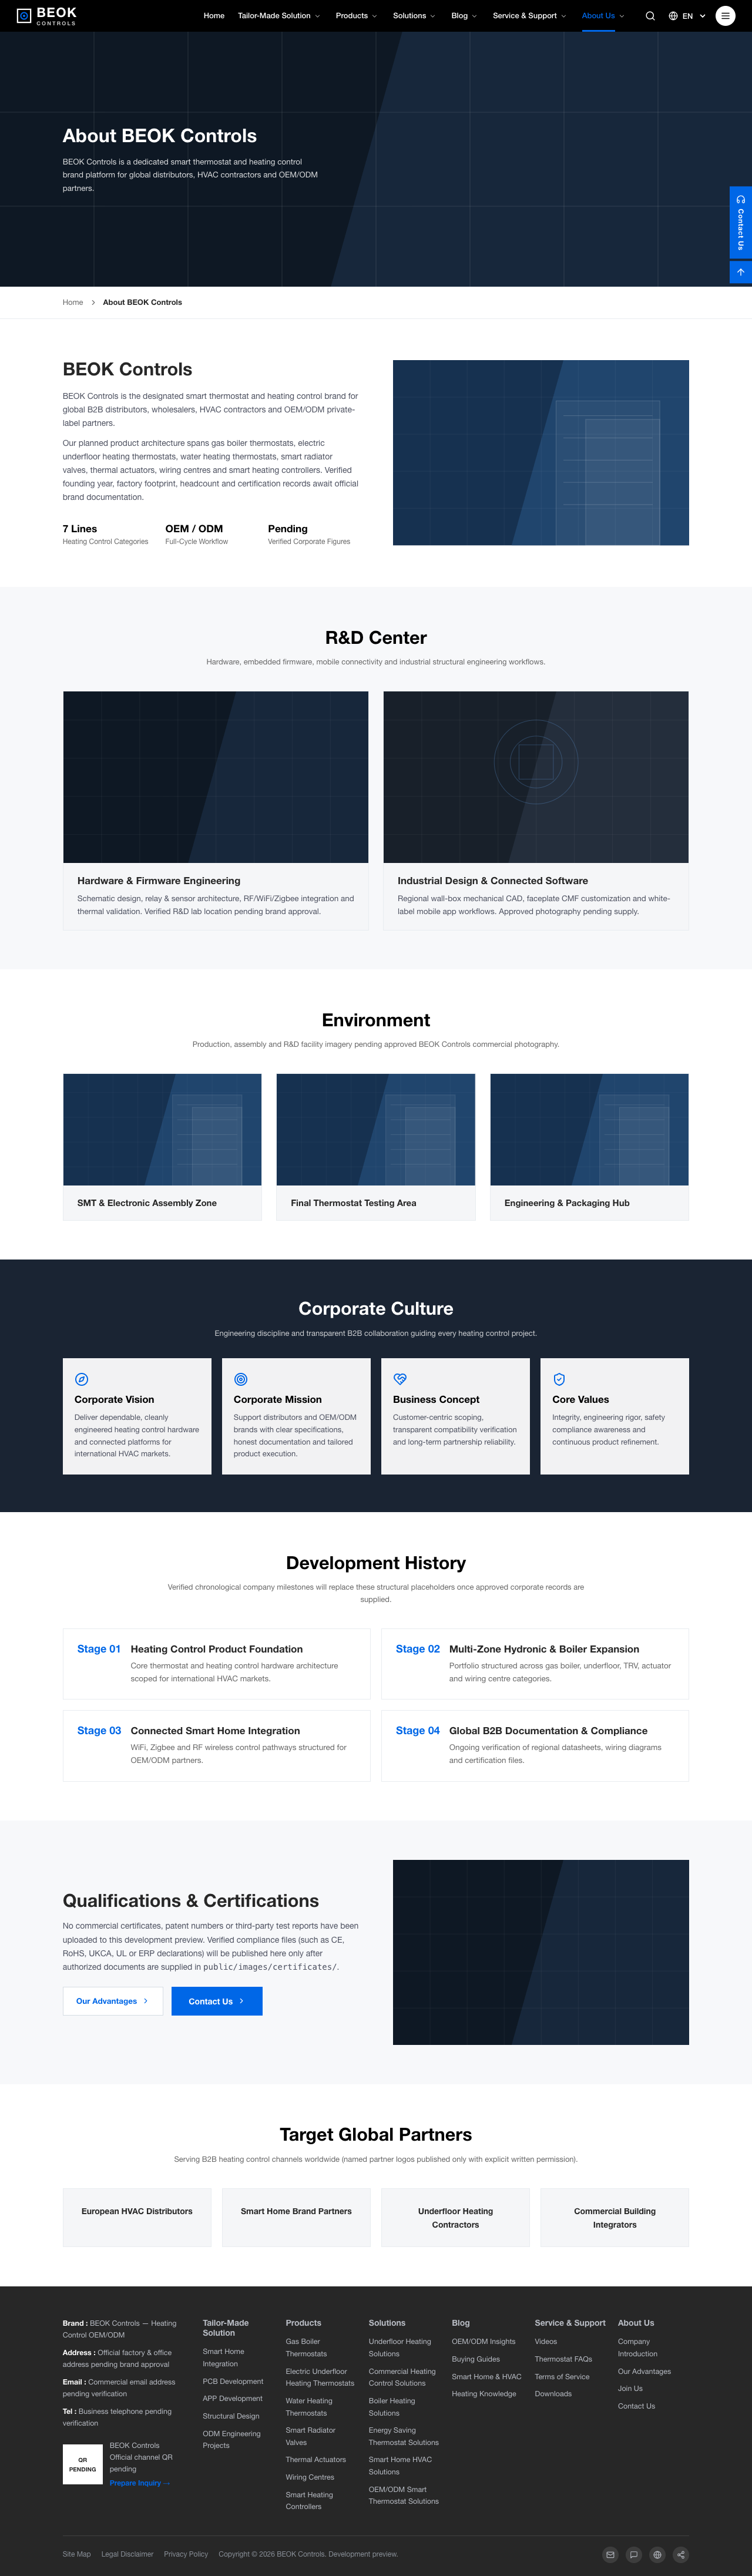 BEOK
CONTROLS
Home
Tailor-Made Solution
Products
Solutions
Blog
Service & Support
About Us
EN
About BEOK Controls
BEOK Controls is a dedicated smart thermostat and heating control
brand platform for global distributors, HVAC contractors and OEM/ODM
partners.
Contact Us
Home
About BEOK Controls
BEOK Controls
BEOK Controls is the designated smart thermostat and heating control brand for
global B2B distributors, wholesalers, HVAC contractors and OEM/ODM private-
label partners.
Our planned product architecture spans gas boiler thermostats, electric
underfloor heating thermostats, water heating thermostats, smart radiator
valves, thermal actuators, wiring centres and smart heating controllers. Verified
founding year, factory footprint, headcount and certification records await official
brand documentation.
7 Lines
Heating Control Categories
OEM / ODM
Full-Cycle Workflow
Pending
Verified Corporate Figures
R&D Center
Hardware, embedded firmware, mobile connectivity and industrial structural engineering workflows.
Hardware & Firmware Engineering
Schematic design, relay & sensor architecture, RF/WiFi/Zigbee integration and
thermal validation. Verified R&D lab location pending brand approval.
Industrial Design & Connected Software
Regional wall-box mechanical CAD, faceplate CMF customization and white-
label mobile app workflows. Approved photography pending supply.
Environment
Production, assembly and R&D facility imagery pending approved BEOK Controls commercial photography.
SMT & Electronic Assembly Zone
Final Thermostat Testing Area
Engineering & Packaging Hub
Corporate Culture
Engineering discipline and transparent B2B collaboration guiding every heating control project.
Corporate Vision
Deliver dependable, cleanly
engineered heating control hardware
and connected platforms for
international HVAC markets.
Corporate Mission
Support distributors and OEM/ODM
brands with clear specifications,
honest documentation and tailored
product execution.
Business Concept
Customer-centric scoping,
transparent compatibility verification
and long-term partnership reliability.
Core Values
Integrity, engineering rigor, safety
compliance awareness and
continuous product refinement.
Development History
Verified chronological company milestones will replace these structural placeholders once approved corporate records are
supplied.
Stage 01
Heating Control Product Foundation
Core thermostat and heating control hardware architecture
scoped for international HVAC markets.
Stage 02
Multi-Zone Hydronic & Boiler Expansion
Portfolio structured across gas boiler, underfloor, TRV, actuator
and wiring centre categories.
Stage 03
Connected Smart Home Integration
WiFi, Zigbee and RF wireless control pathways structured for
OEM/ODM partners.
Stage 04
Global B2B Documentation & Compliance
Ongoing verification of regional datasheets, wiring diagrams
and certification files.
Qualifications & Certifications
No commercial certificates, patent numbers or third-party test reports have been
uploaded to this development preview. Verified compliance files (such as CE,
RoHS, UKCA, UL or ERP declarations) will be published here only after
authorized documents are supplied in public/images/certificates/.
Our Advantages
Contact Us
Target Global Partners
Serving B2B heating control channels worldwide (named partner logos published only with explicit written permission).
European HVAC Distributors
Smart Home Brand Partners
Underfloor Heating
Contractors
Commercial Building
Integrators
Brand : BEOK Controls — Heating
Control OEM/ODM
Address : Official factory & office
address pending brand approval
Email : Commercial email address
pending verification
Tel : Business telephone pending
verification
QR
PENDING
BEOK Controls
Official channel QR
pending
Prepare Inquiry →
Tailor-Made
Solution
Smart Home
Integration
PCB Development
APP Development
Structural Design
ODM Engineering
Projects
Products
Gas Boiler
Thermostats
Electric Underfloor
Heating Thermostats
Water Heating
Thermostats
Smart Radiator
Valves
Thermal Actuators
Wiring Centres
Smart Heating
Controllers
Solutions
Underfloor Heating
Solutions
Commercial Heating
Control Solutions
Boiler Heating
Solutions
Energy Saving
Thermostat Solutions
Smart Home HVAC
Solutions
OEM/ODM Smart
Thermostat Solutions
Blog
OEM/ODM Insights
Buying Guides
Smart Home & HVAC
Heating Knowledge
Service & Support
Videos
Thermostat FAQs
Terms of Service
Downloads
About Us
Company
Introduction
Our Advantages
Join Us
Contact Us
Site Map
Legal Disclaimer
Privacy Policy
Copyright © 2026 BEOK Controls. Development preview.